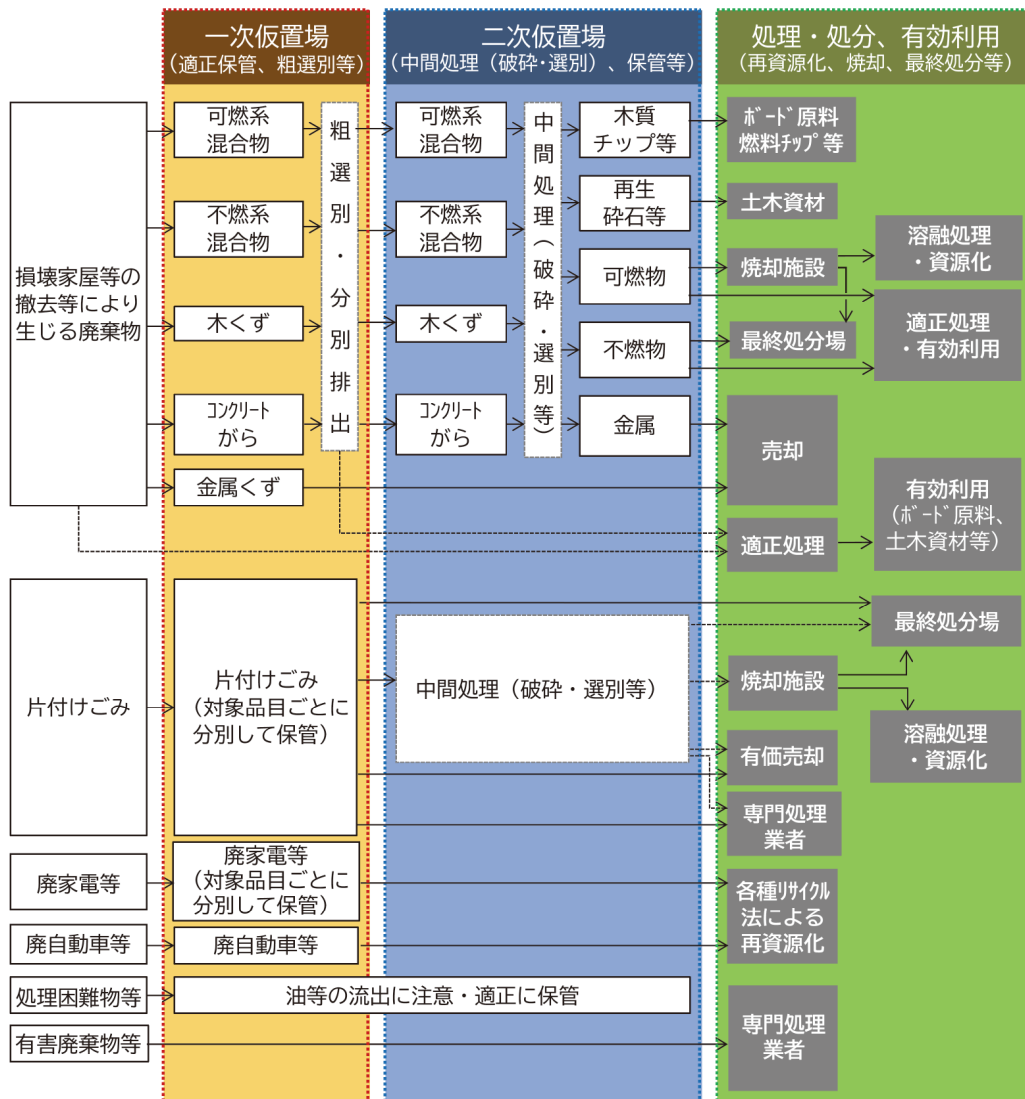 一次仮置場
(適正保管、粗選別等)
二次仮置場
(中間処理(破砕・選別)、保管等)
処理・処分、有効利用
(再資源化、焼却、最終処分等)
損壊家屋等の
撤去等により
生じる廃棄物
可燃系
混合物
不燃系
混合物
木くず
コンクリート
がら
金属くず
粗選別・分別排出
可燃系
混合物
不燃系
混合物
木くず
コンクリート
がら
中間処理(破砕・選別等)
木質
チップ等
再生
砕石等
可燃物
不燃物
金属
ボード原料
燃料チップ等
土木資材
焼却施設
最終処分場
溶融処理
・資源化
適正処理
・有効利用
売却
適正処理
有効利用
(ボード原料、
土木資材等)
片付けごみ
片付けごみ
(対象品目ごとに
分別して保管)
中間処理(破砕・選別等)
最終処分場
焼却施設
溶融処理
・資源化
有価売却
専門処理
業者
廃家電等
廃家電等
(対象品目ごとに
分別して保管)
各種リサイクル
法による
再資源化
廃自動車等
廃自動車等
処理困難物等
油等の流出に注意・適正に保管
有害廃棄物等
専門処理
業者